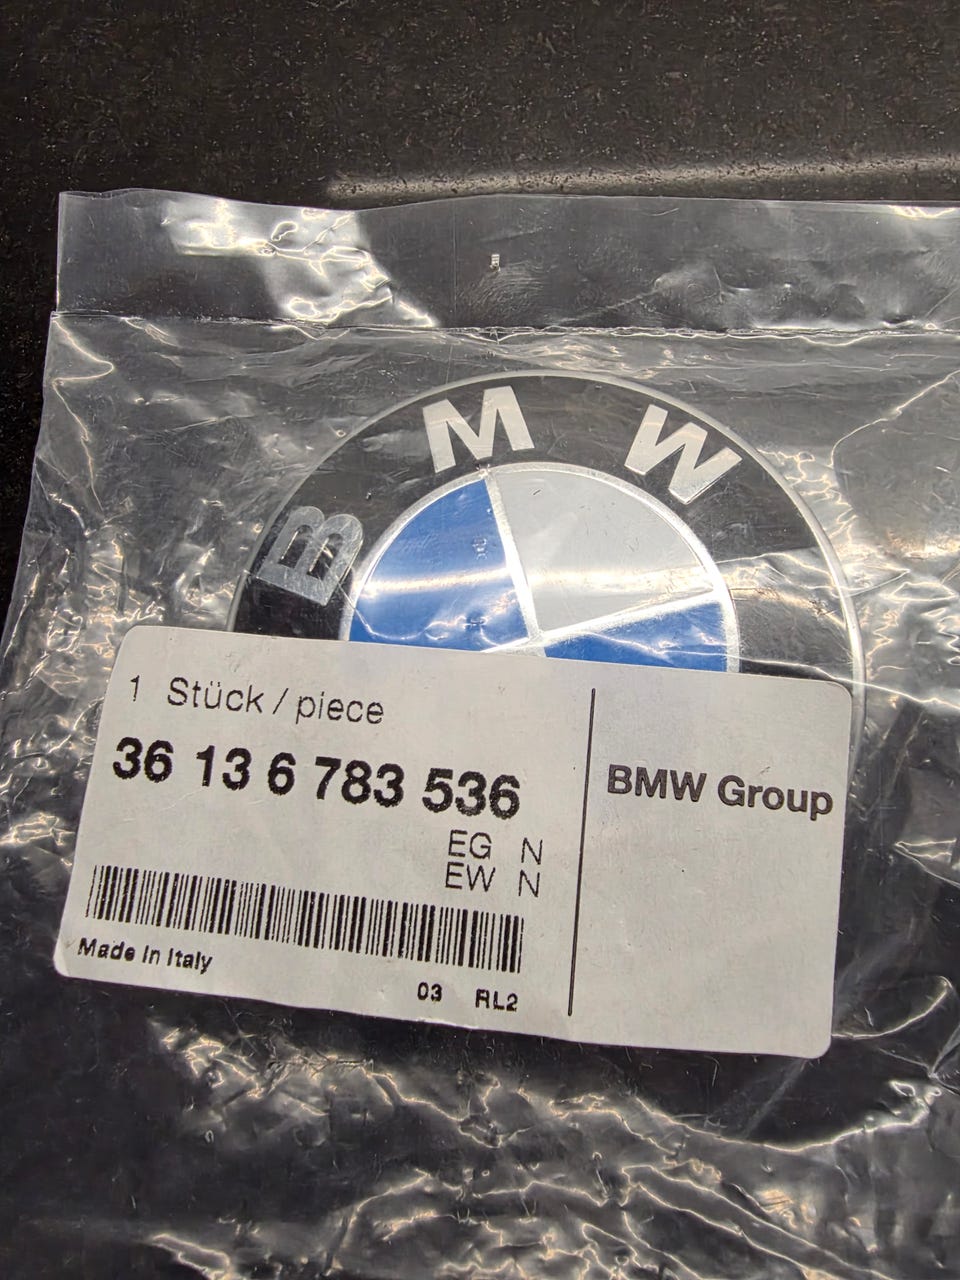 BMW
1 Stück / piece
36 13 6 783 536
EG N
EW N
BMW Group
Made in Italy
03 RL2